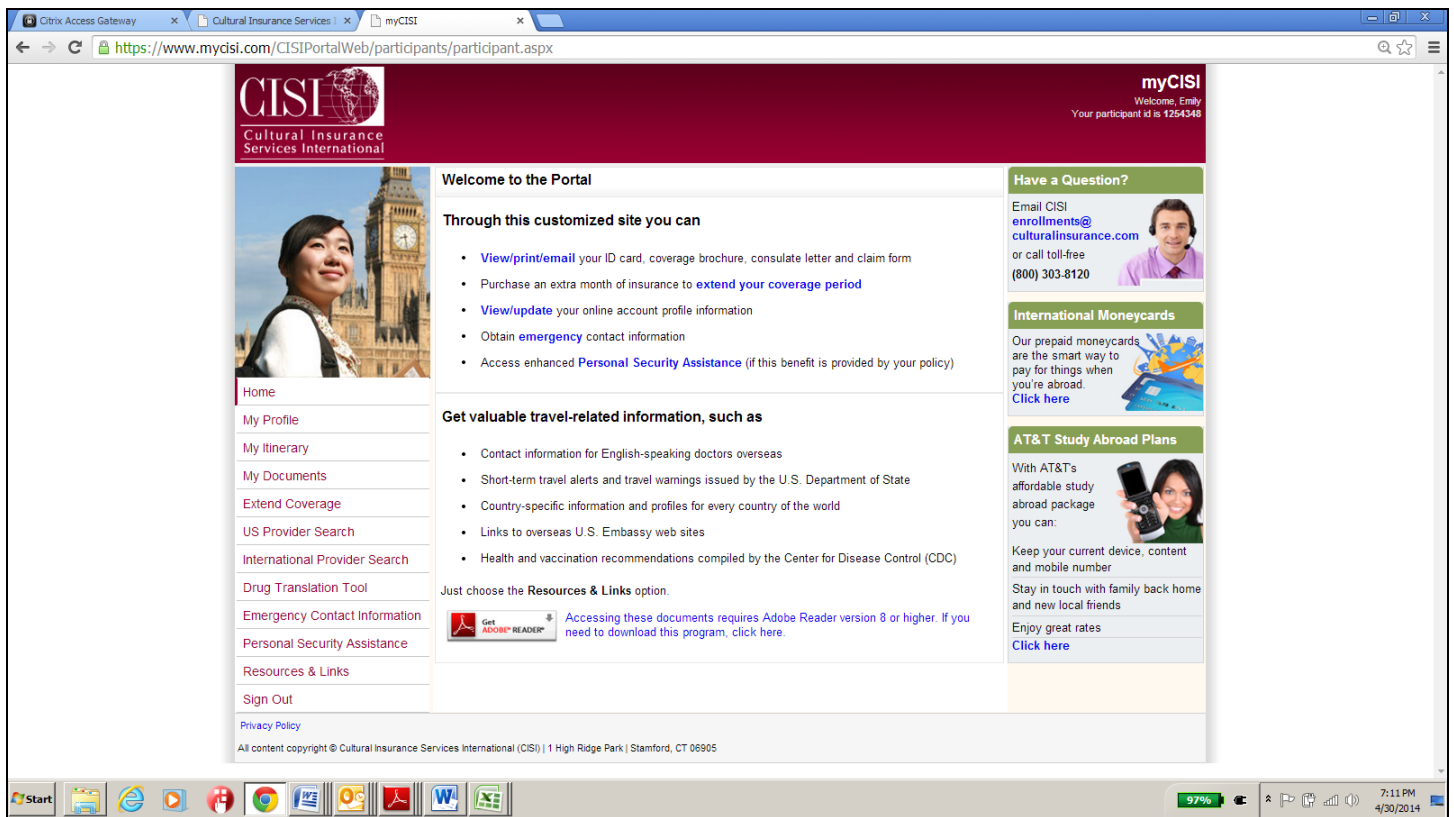 Citrix Access Gateway
Cultural Insurance Services I
myCISI
https://www.mycisi.com/CISIPortalWeb/participants/participant.aspx
CISI
Cultural Insurance
Services International
myCISI
Welcome, Emily
Your participant id is 1254348
Home
My Profile
My Itinerary
My Documents
Extend Coverage
US Provider Search
International Provider Search
Drug Translation Tool
Emergency Contact Information
Personal Security Assistance
Resources & Links
Sign Out
Welcome to the Portal
Through this customized site you can
• View/print/email your ID card, coverage brochure, consulate letter and claim form
• Purchase an extra month of insurance to extend your coverage period
• View/update your online account profile information
• Obtain emergency contact information
• Access enhanced Personal Security Assistance (if this benefit is provided by your policy)
Get valuable travel-related information, such as
• Contact information for English-speaking doctors overseas
• Short-term travel alerts and travel warnings issued by the U.S. Department of State
• Country-specific information and profiles for every country of the world
• Links to overseas U.S. Embassy web sites
• Health and vaccination recommendations compiled by the Center for Disease Control (CDC)
Just choose the Resources & Links option.
Get
ADOBE® READER®
Accessing these documents requires Adobe Reader version 8 or higher. If you
need to download this program, click here.
Have a Question?
Email CISI
enrollments@
culturalinsurance.com
or call toll-free
(800) 303-8120
International Moneycards
Our prepaid moneycards
are the smart way to
pay for things when
you're abroad.
Click here
AT&T Study Abroad Plans
With AT&T's
affordable study
abroad package
you can:
Keep your current device, content
and mobile number
Stay in touch with family back home
and new local friends
Enjoy great rates
Click here
Privacy Policy
All content copyright © Cultural Insurance Services International (CISI) | 1 High Ridge Park | Stamford, CT 06905
Start
97%
7:11 PM
4/30/2014